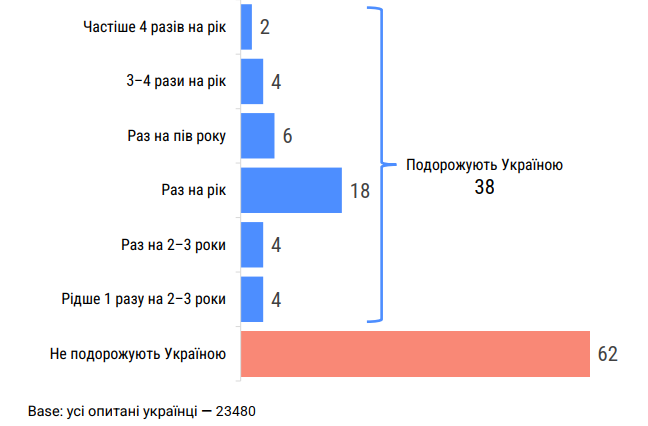 Частіше 4 разів на рік 2
3–4 рази на рік 4
Раз на пів року 6
Подорожують Україною
38
Раз на рік 18
Раз на 2–3 роки 4
Рідше 1 разу на 2–3 роки 4
Не подорожують Україною 62
Base: усі опитані українці — 23480